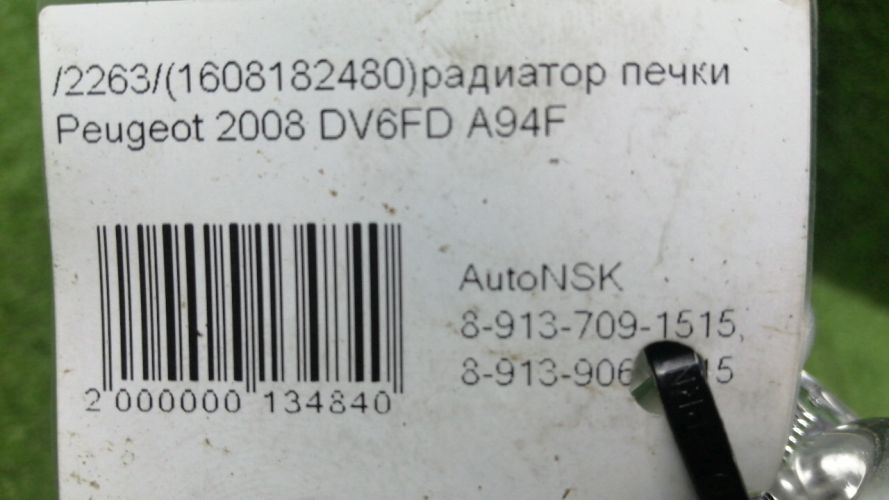 /2263/(1608182480)радиатор печки
Peugeot 2008 DV6FD A94F
AutoNSK
8-913-709-1515,
2 000000 134840